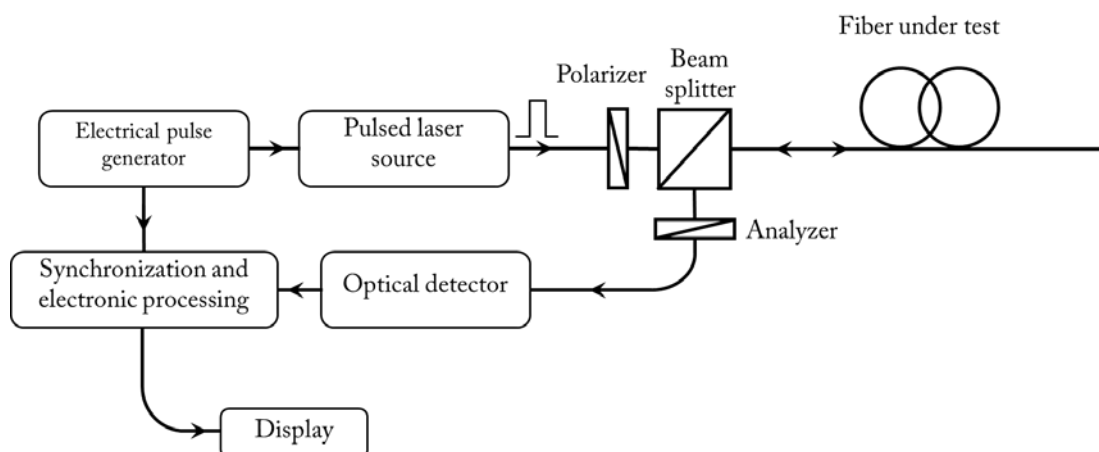 Fiber under test
Beam
splitter
Polarizer
Electrical pulse
generator
Pulsed laser
source
Analyzer
Synchronization and
electronic processing
Optical detector
Display